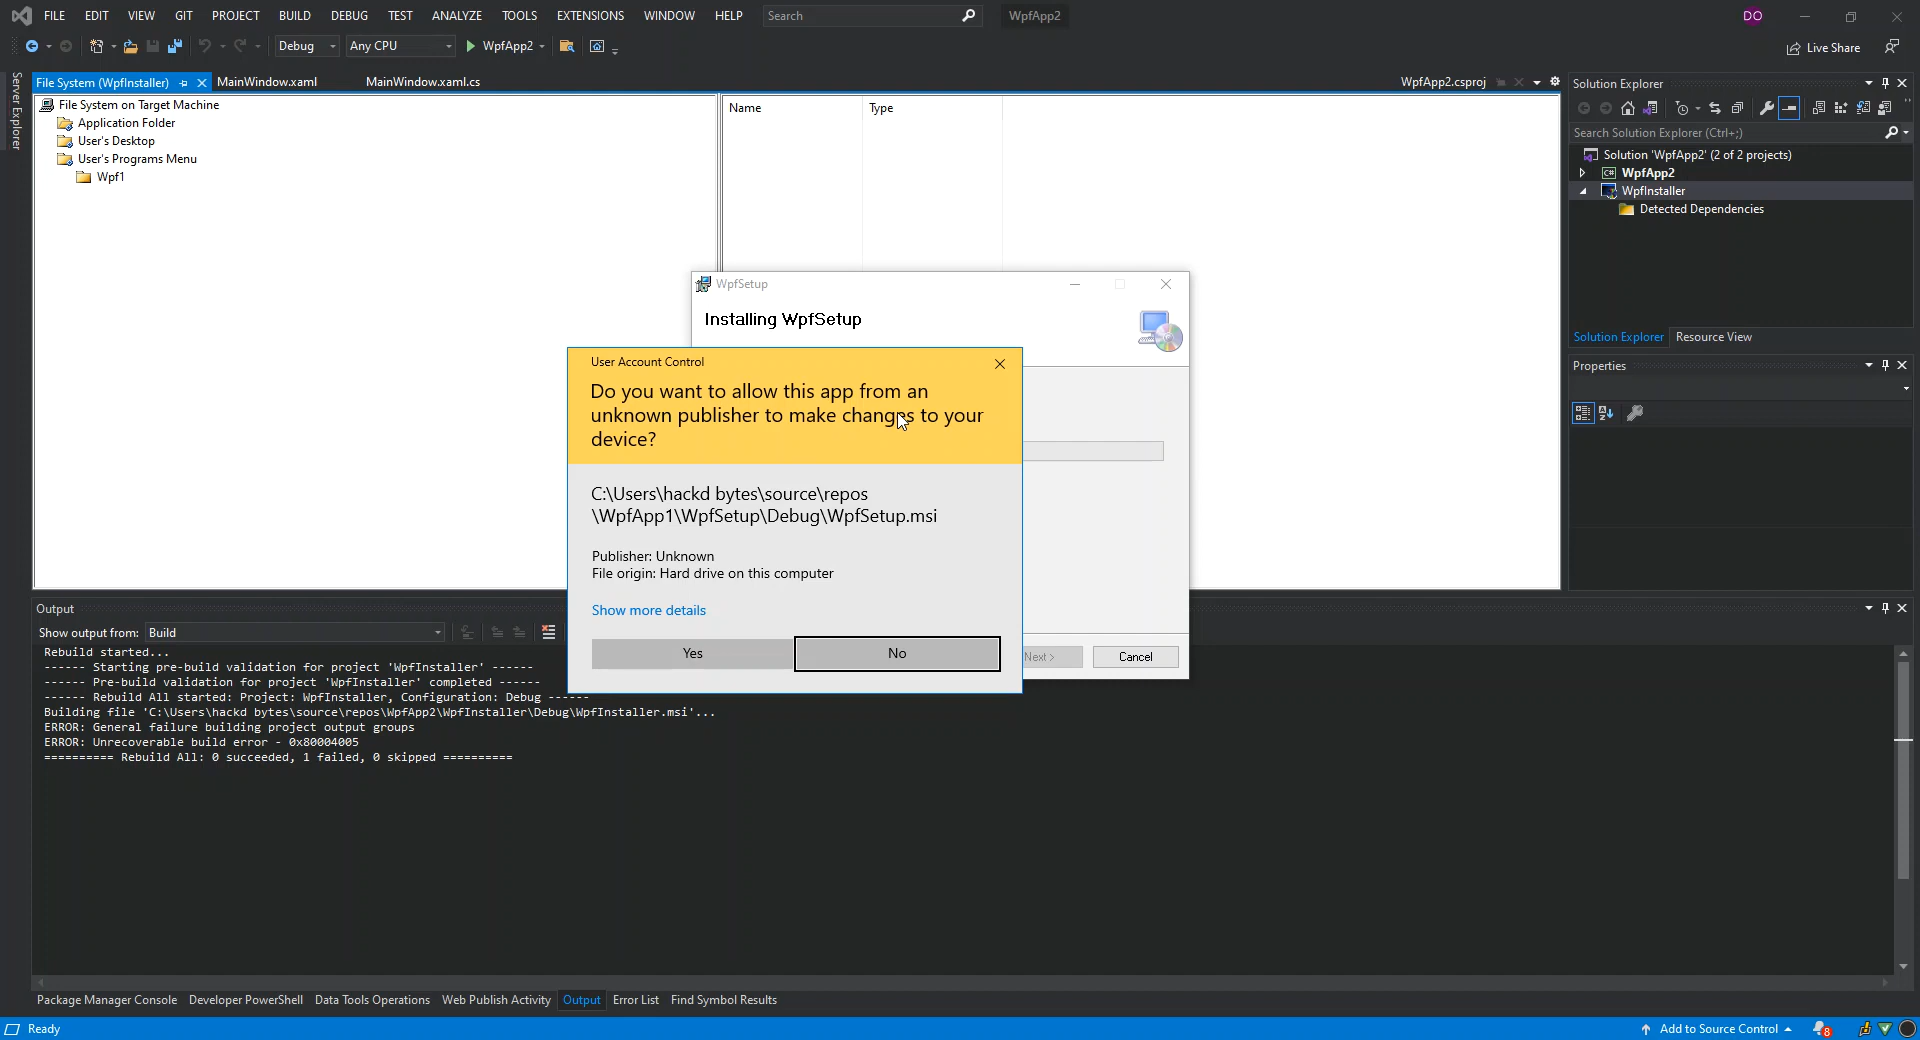 FILE EDIT VIEW GIT PROJECT BUILD DEBUG TEST ANALYZE TOOLS EXTENSIONS WINDOW HELP Search WpfApp2 DO
Debug Any CPU WpfApp2 Live Share
Server Explorer
File System (WpfInstaller) MainWindow.xaml MainWindow.xaml.cs WpfApp2.csproj
File System on Target Machine
Application Folder
User's Desktop
User's Programs Menu
Wpf1
Name Type
Solution Explorer
Search Solution Explorer (Ctrl+;)
Solution 'WpfApp2' (2 of 2 projects)
WpfApp2
WpfInstaller
Detected Dependencies
Solution Explorer Resource View
Properties
WpfSetup
Installing WpfSetup
Next >
Cancel
User Account Control
Do you want to allow this app from an
unknown publisher to make changes to your
device?
C:\Users\hackd bytes\source\repos
\WpfApp1\WpfSetup\Debug\WpfSetup.msi
Publisher: Unknown
File origin: Hard drive on this computer
Show more details
Yes
No
Output
Show output from: Build
Rebuild started...
------ Starting pre-build validation for project 'WpfInstaller' ------
------ Pre-build validation for project 'WpfInstaller' completed ------
------ Rebuild All started: Project: WpfInstaller, Configuration: Debug ------
Building file 'C:\Users\hackd bytes\source\repos\WpfApp2\WpfInstaller\Debug\WpfInstaller.msi'...
ERROR: General failure building project output groups
ERROR: Unrecoverable build error - 0x80004005
========== Rebuild All: 0 succeeded, 1 failed, 0 skipped ==========
Package Manager Console Developer PowerShell Data Tools Operations Web Publish Activity Output Error List Find Symbol Results
Ready
Add to Source Control
8